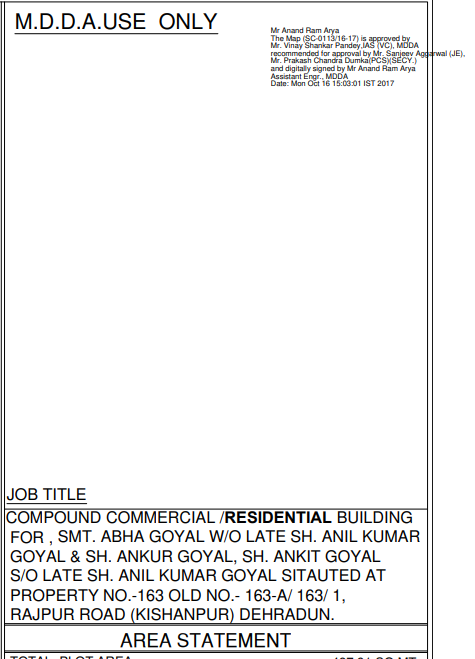 M.D.D.A.USE ONLY
Mr Anand Ram Arya
The Map (SC-0113/16-17) is approved by
Mr. Vinay Shankar Pandey,IAS (VC), MDDA
recommended for approval by Mr. Sanjeev Aggarwal (JE),
Mr. Prakash Chandra Dumka(PCS)(SECY.)
and digitally signed by Mr Anand Ram Arya
Assistant Engr., MDDA
Date: Mon Oct 16 15:03:01 IST 2017
JOB TITLE
COMPOUND COMMERCIAL /RESIDENTIAL BUILDING
FOR , SMT. ABHA GOYAL W/O LATE SH. ANIL KUMAR
GOYAL & SH. ANKUR GOYAL, SH. ANKIT GOYAL
S/O LATE SH. ANIL KUMAR GOYAL SITAUTED AT
PROPERTY NO.-163 OLD NO.- 163-A/ 163/ 1,
RAJPUR ROAD (KISHANPUR) DEHRADUN.
AREA STATEMENT
TOTAL PLOT AREA